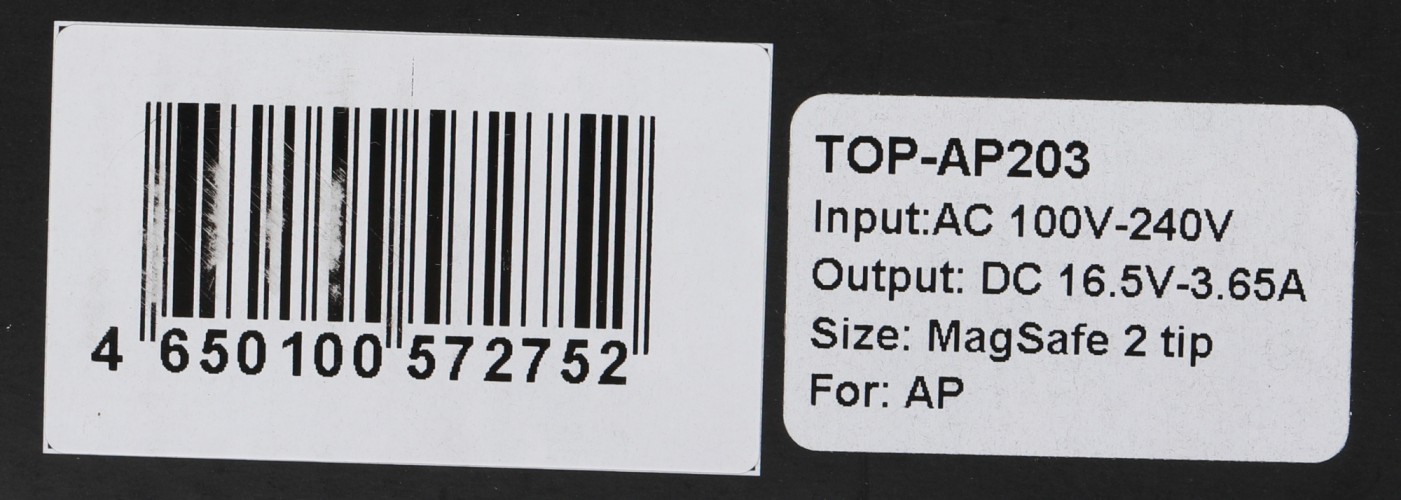 4 650100 572752
TOP-AP203
Input:AC 100V-240V
Output: DC 16.5V-3.65A
Size: MagSafe 2 tip
For: AP